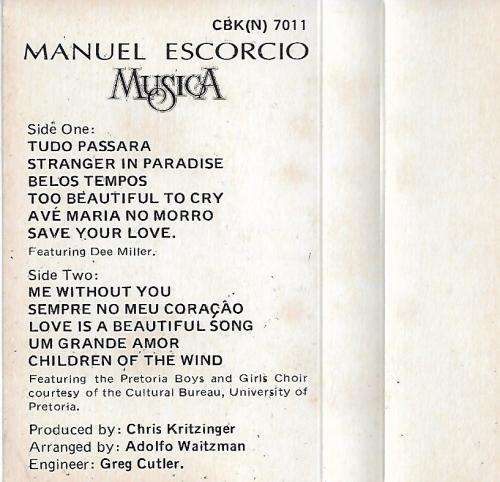 CBK(N) 7011
MANUEL ESCORCIO
MUSICA
Side One:
TUDO PASSARA
STRANGER IN PARADISE
BELOS TEMPOS
TOO BEAUTIFUL TO CRY
AVÉ MARIA NO MORRO
SAVE YOUR LOVE.
Featuring Dee Miller.
Side Two:
ME WITHOUT YOU
SEMPRE NO MEU CORAÇÂO
LOVE IS A BEAUTIFUL SONG
UM GRANDE AMOR
CHILDREN OF THE WIND
Featuring the Pretoria Boys and Girls Choir
courtesy of the Cultural Bureau, University of
Pretoria.
Produced by: Chris Kritzinger
Arranged by: Adolfo Waitzman
Engineer: Greg Cutler.